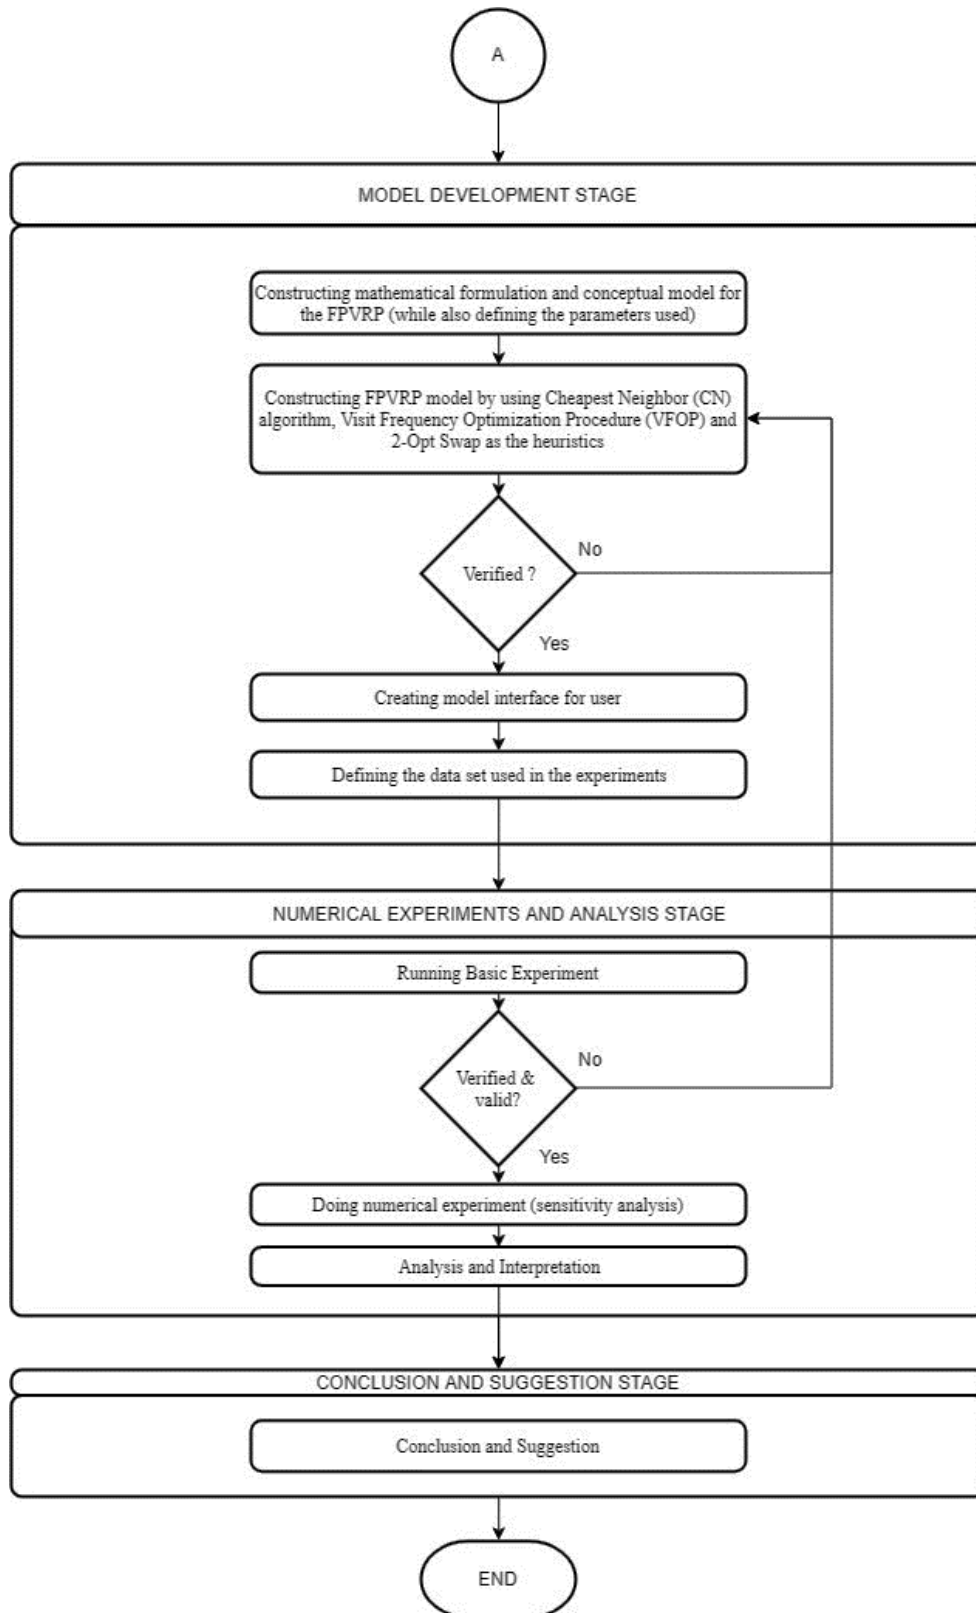 A
MODEL DEVELOPMENT STAGE
Constructing mathematical formulation and conceptual model for
the FPVRP (while also defining the parameters used)
Constructing FPVRP model by using Cheapest Neighbor (CN)
algorithm, Visit Frequency Optimization Procedure (VFOP) and
2-Opt Swap as the heuristics
No
Verified ?
Yes
Creating model interface for user
Defining the data set used in the experiments
NUMERICAL EXPERIMENTS AND ANALYSIS STAGE
Running Basic Experiment
No
Verified &
valid?
Yes
Doing numerical experiment (sensitivity analysis)
Analysis and Interpretation
CONCLUSION AND SUGGESTION STAGE
Conclusion and Suggestion
END